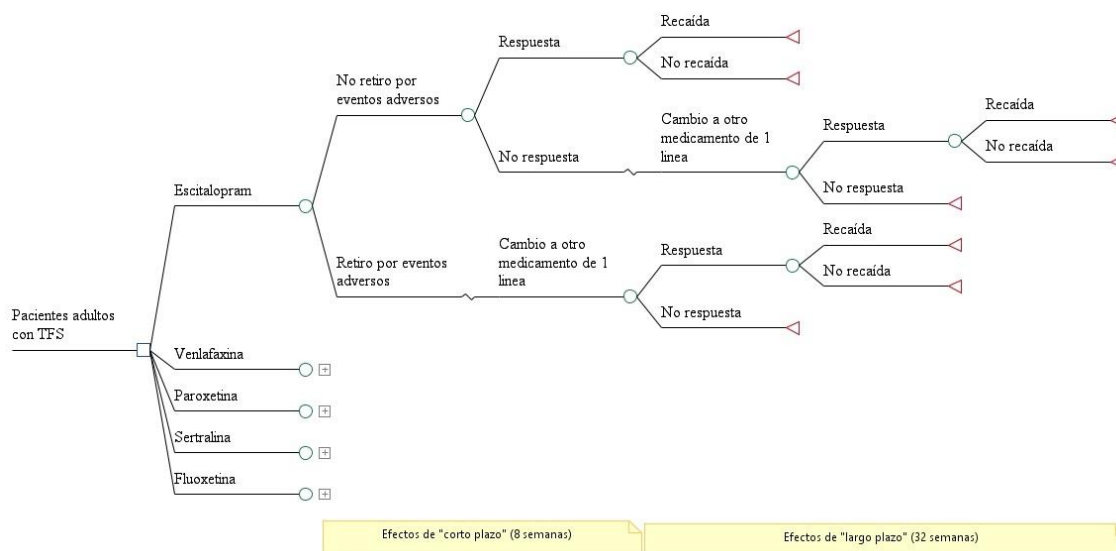 Recaída
Respuesta
No recaída
No retiro por
eventos adversos
Recaída
Cambio a otro
medicamento de 1
linea
Respuesta
No recaída
No respuesta
No respuesta
Escitalopram
Recaída
Cambio a otro
medicamento de 1
linea
Respuesta
No recaída
Retiro por eventos
adversos
No respuesta
Pacientes adultos
con TFS
Venlafaxina
Paroxetina
Sertralina
Fluoxetina
Efectos de "corto plazo" (8 semanas)
Efectos de "largo plazo" (32 semanas)